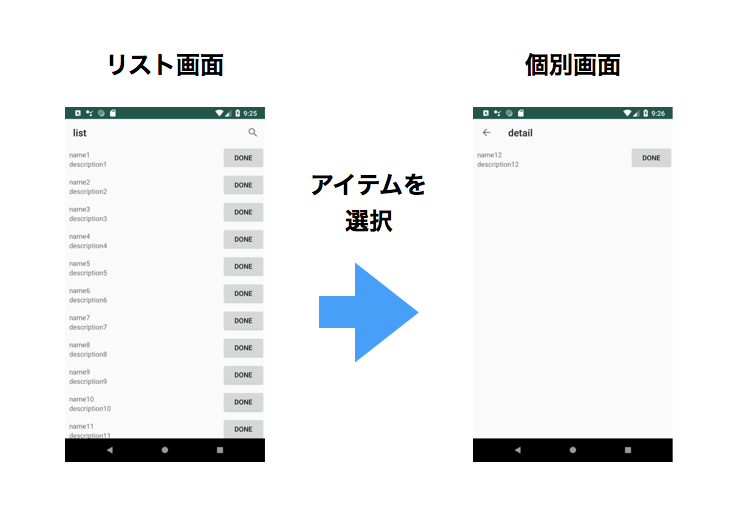 リスト画面
個別画面
9:25
list
name1
description1
DONE
name2
description2
DONE
name3
description3
DONE
name4
description4
DONE
name5
description5
DONE
name6
description6
DONE
name7
description7
DONE
name8
description8
DONE
name9
description9
DONE
name10
description10
DONE
name11
description11
DONE
アイテムを
選択
9:26
detail
name12
description12
DONE